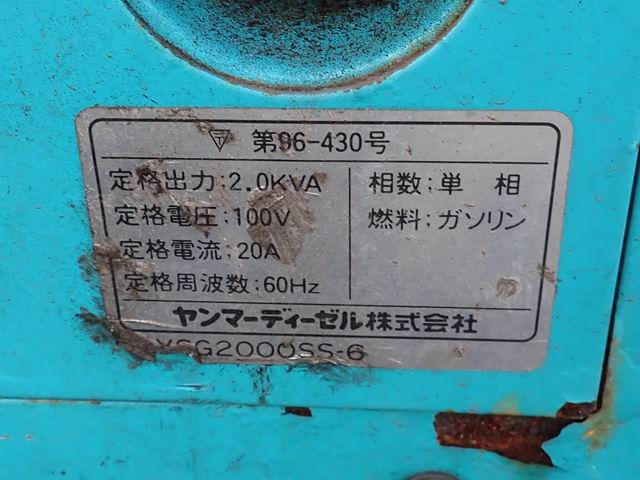 〒 第96-430号
定格出力:2.0KVA
定格電圧:100V
定格電流:20A
定格周波数:60Hz
相数:単 相
燃料:ガソリン
ヤンマーディーゼル株式会社
YSG2000SS-6